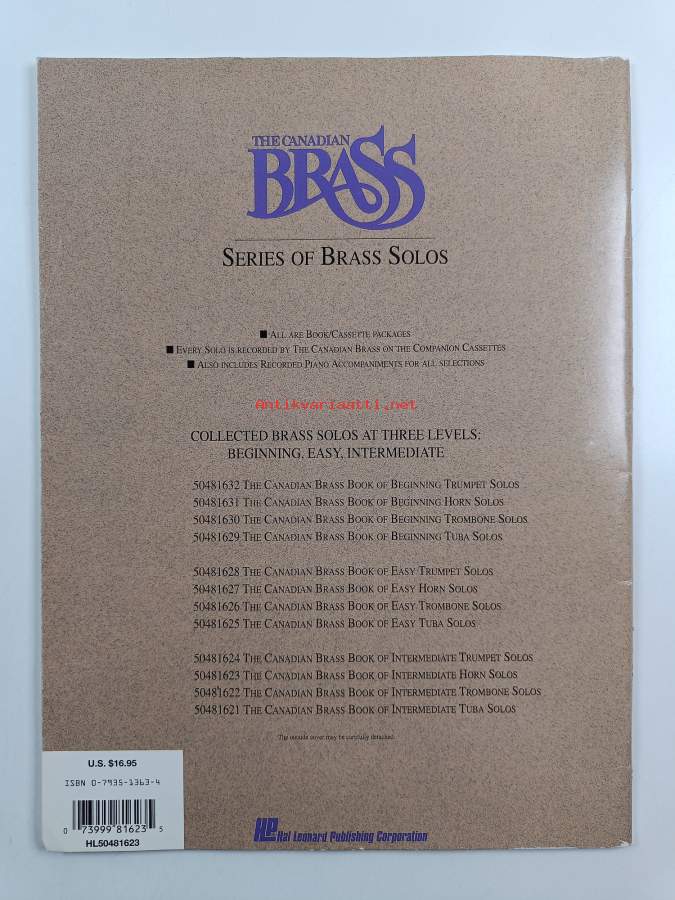 THE CANADIAN
BRASS
SERIES OF BRASS SOLOS
■ ALL ARE BOOK/CASSETTE PACKAGES
■ EVERY SOLO IS RECORDED BY THE CANADIAN BRASS ON THE COMPANION CASSETTES
■ ALSO INCLUDES RECORDED PIANO ACCOMPANIMENTS FOR ALL SELECTIONS
Antikvariaatti.net
COLLECTED BRASS SOLOS AT THREE LEVELS:
BEGINNING, EASY, INTERMEDIATE
50481632 THE CANADIAN BRASS BOOK OF BEGINNING TRUMPET SOLOS
50481631 THE CANADIAN BRASS BOOK OF BEGINNING HORN SOLOS
50481630 THE CANADIAN BRASS BOOK OF BEGINNING TROMBONE SOLOS
50481629 THE CANADIAN BRASS BOOK OF BEGINNING TUBA SOLOS
50481628 THE CANADIAN BRASS BOOK OF EASY TRUMPET SOLOS
50481627 THE CANADIAN BRASS BOOK OF EASY HORN SOLOS
50481626 THE CANADIAN BRASS BOOK OF EASY TROMBONE SOLOS
50481625 THE CANADIAN BRASS BOOK OF EASY TUBA SOLOS
50481624 THE CANADIAN BRASS BOOK OF INTERMEDIATE TRUMPET SOLOS
50481623 THE CANADIAN BRASS BOOK OF INTERMEDIATE HORN SOLOS
50481622 THE CANADIAN BRASS BOOK OF INTERMEDIATE TROMBONE SOLOS
50481621 THE CANADIAN BRASS BOOK OF INTERMEDIATE TUBA SOLOS
The outside cover may be carefully detached.
U.S. $16.95
ISBN 0-7935-1363-4
0 73999 81623 5
HL50481623
HL Hal Leonard Publishing Corporation